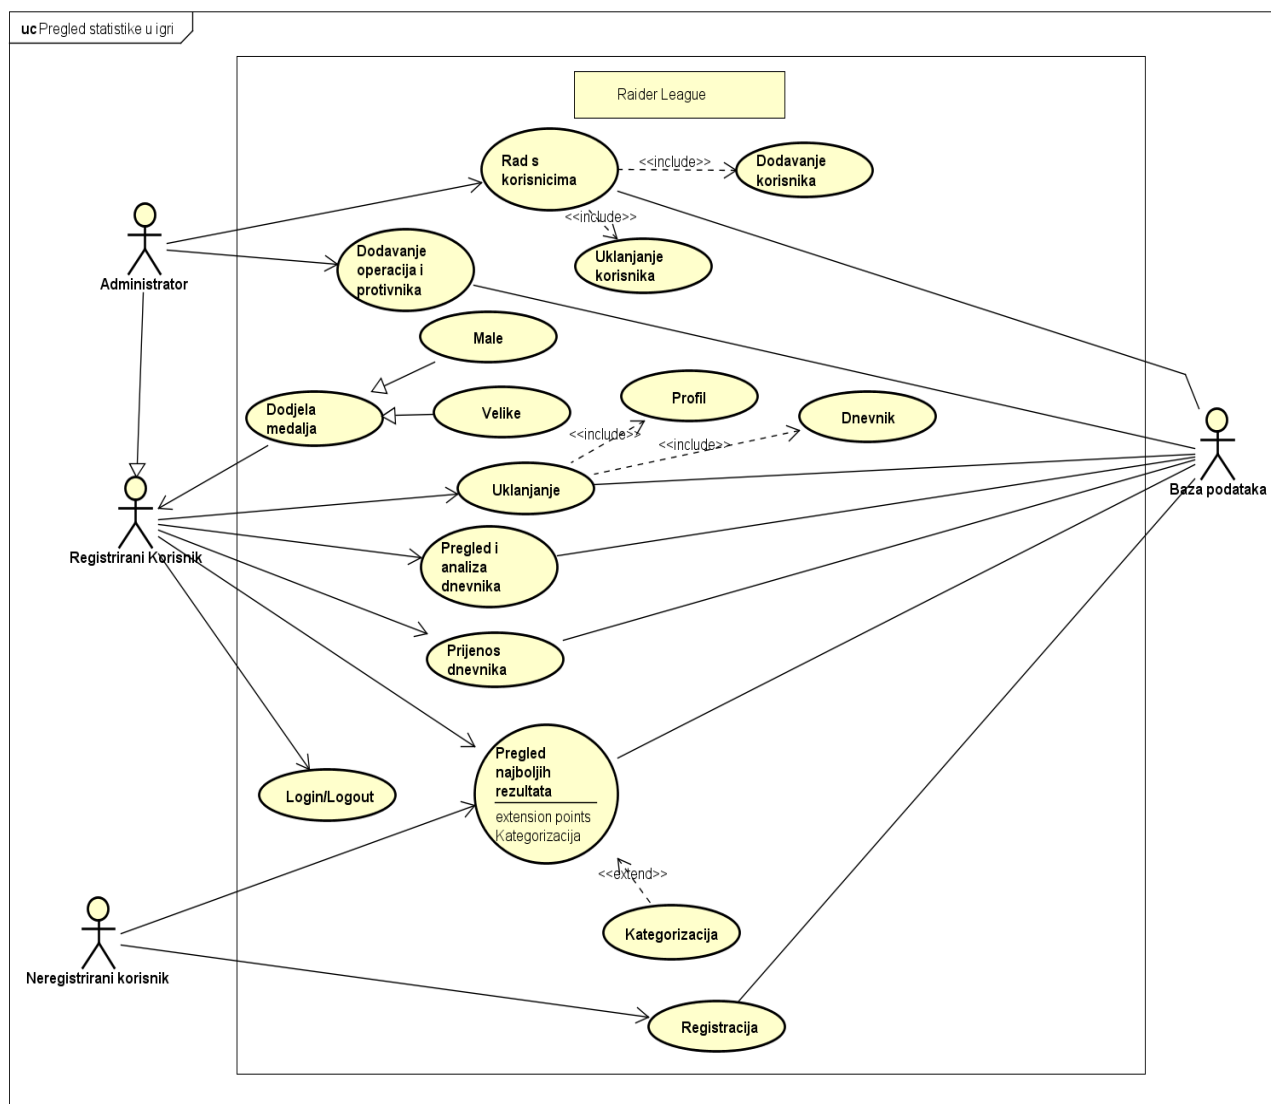 uc Pregled statistike u igri
Raider League
Rad s
korisnicima
<<include>>
Dodavanje
korisnika
<<include>>
Uklanjanje
korisnika
Administrator
Dodavanje
operacija i
protivnika
Male
Dodjela
medalja
Velike
Profil
Dnevnik
<<include>>
<<include>>
Uklanjanje
Baza podataka
Registrirani Korisnik
Pregled i
analiza
dnevnika
Prijenos
dnevnika
Pregled
najboljih
rezultata
extension points
Kategorizacija
Login/Logout
<<extend>>
Kategorizacija
Neregistrirani korisnik
Registracija